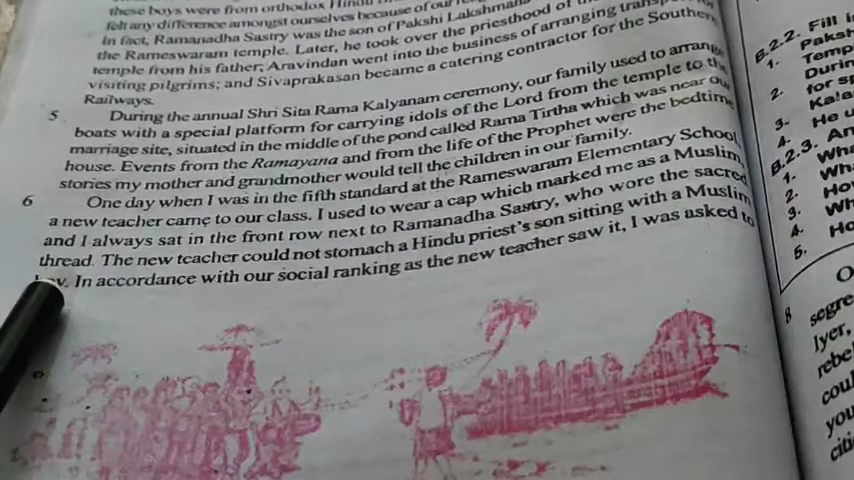 these boys were from orthodox Hindu
felt any difference amongst ourselves because of our
In fact, Ramanadha Sastry was the son of Pakshi Lakshmana
the Rameswaram temple. Later, he took over the priesthood of the
temple from his father; Aravindan went into the business of arranging transport for
visiting pilgrims; and Sivaprakasan became a catering contractor for the Southern
Railways.
5 During the annual Shri Sita Rama Kalyanam ceremony, our family used to arrange
boats with a special platform for carrying idols of the Lord from the temple to the
marriage site, situated in the middle of the pond called Rama Tirtha which was near our
house. Events from the Ramayana and from the life of the Prophet were the bedtime
stories my mother and grandmother would tell the children in our family.
6 One day when I was in the fifth standard at the Rameswaram Elementary School,
a new teacher came to our class. I used to wear a cap which marked me as a Muslim,
and I always sat in the front row next to Ramanadha Sastry, who wore the sacred
thread. The new teacher could not stomach a Hindu priest's son sitting with a Muslim
boy. In accordance with our social ranking as the new teacher saw it, I was asked to
B.2.2. Fill i
1. Paksh
Temp
2. Durin
for sp
3. Kala
4. He u
B.2.3. An
1. Wha
2. Wh
3. How
4. Wh
5. Ho
8
segre
lyer,
rebe
coul
you
citi